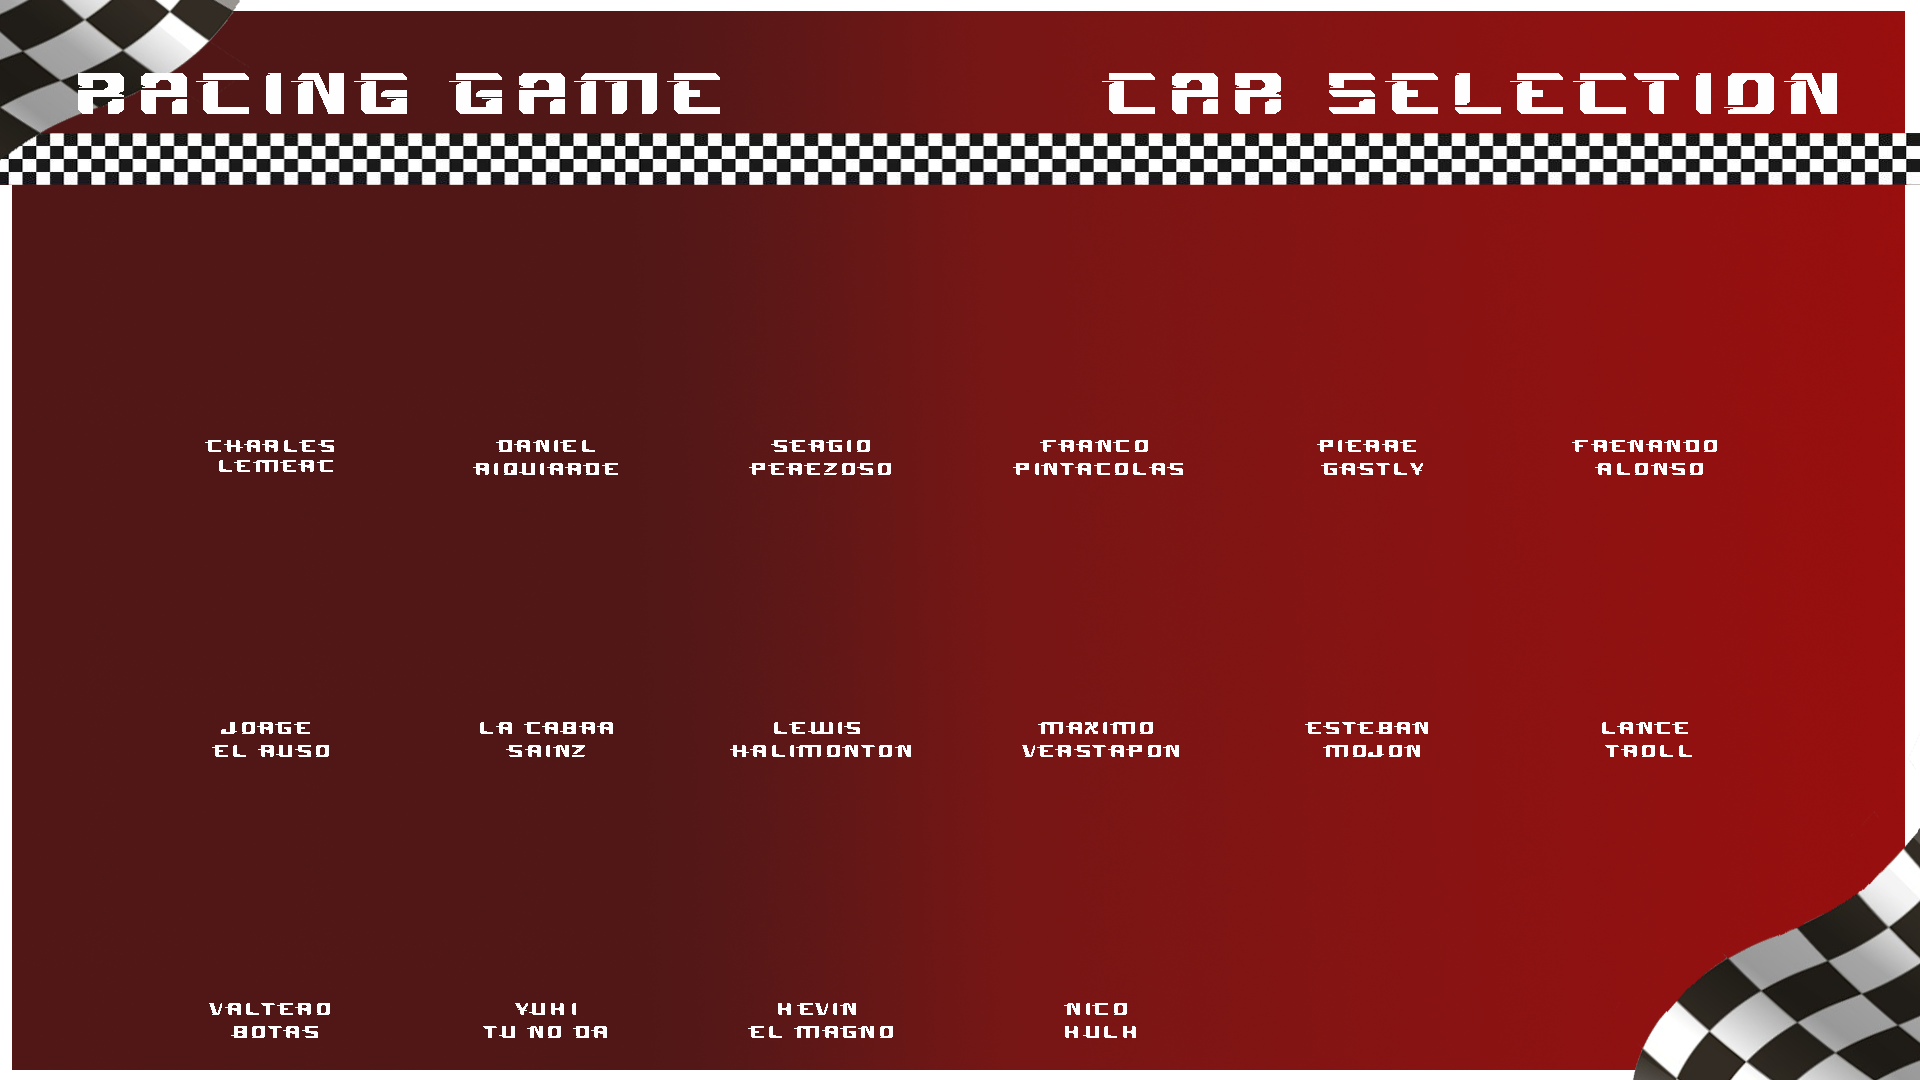 RACING GAME
CAR SELECTION
CHARLES
LEMERC
DANIEL
RIQUIARDE
SERGIO
PEREZOSO
FRANCO
PINTACOLAS
PIERRE
GASTLY
FRENANDO
ALONSO
JORGE
EL RUSO
LA CABRA
SAINZ
LEWIS
HALIMONTON
MAXIMO
VERSTAPON
ESTEBAN
MOJON
LANCE
TROLL
VALTERO
BOTAS
YUKI
TU NO DA
KEVIN
EL MAGNO
NICO
HULK